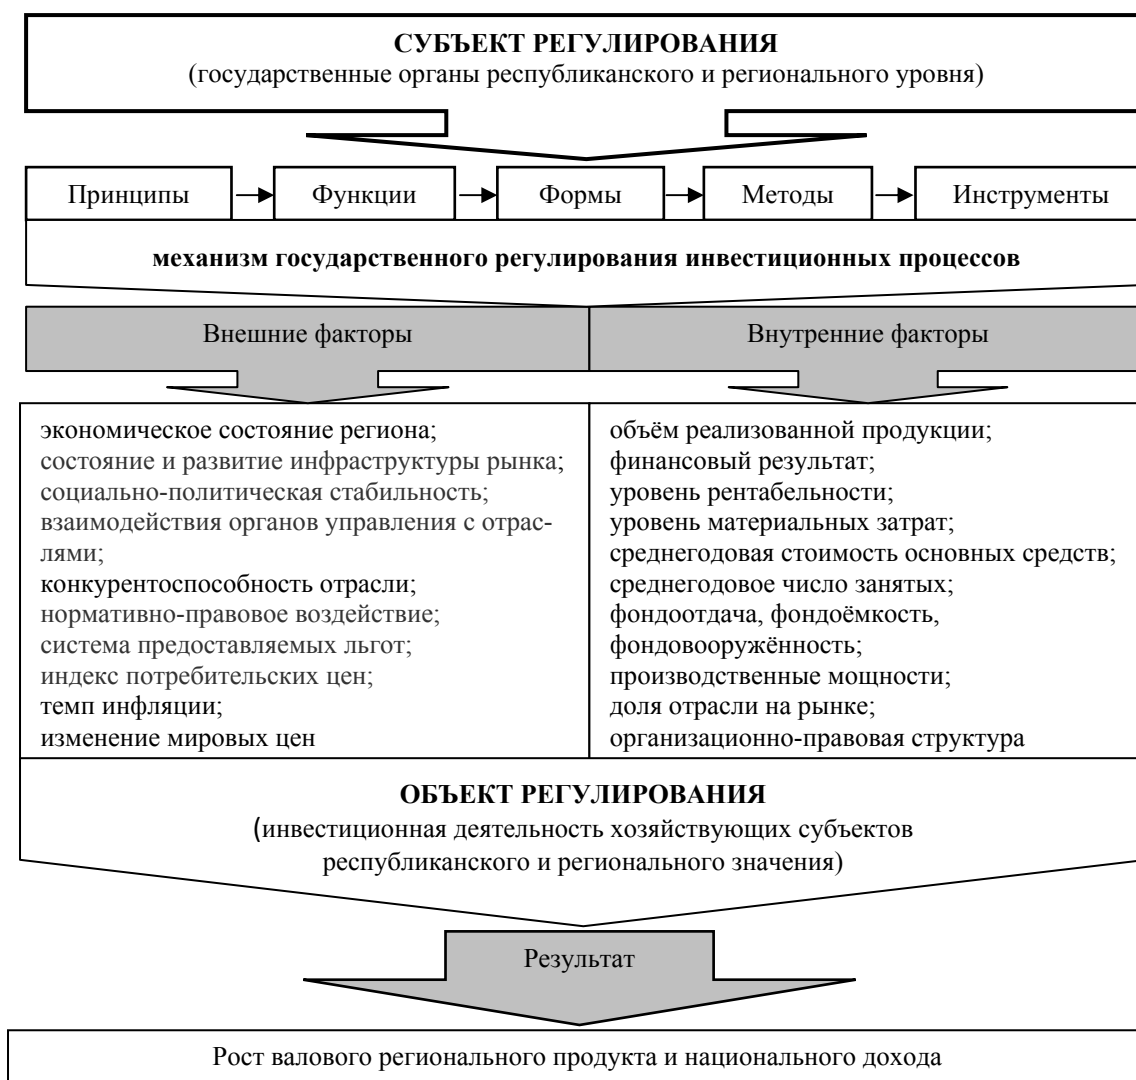 СУБЪЕКТ РЕГУЛИРОВАНИЯ
(государственные органы республиканского и регионального уровня)
Принципы
Функции
Формы
Методы
Инструменты
механизм государственного регулирования инвестиционных процессов
Внешние факторы
Внутренние факторы
экономическое состояние региона;
состояние и развитие инфраструктуры рынка;
социально-политическая стабильность;
взаимодействия органов управления с отрас-
лями;
конкурентоспособность отрасли;
нормативно-правовое воздействие;
система предоставляемых льгот;
индекс потребительских цен;
темп инфляции;
изменение мировых цен
объём реализованной продукции;
финансовый результат;
уровень рентабельности;
уровень материальных затрат;
среднегодовая стоимость основных средств;
среднегодовое число занятых;
фондоотдача, фондоёмкость,
фондовооружённость;
производственные мощности;
доля отрасли на рынке;
организационно-правовая структура
ОБЪЕКТ РЕГУЛИРОВАНИЯ
(инвестиционная деятельность хозяйствующих субъектов
республиканского и регионального значения)
Результат
Рост валового регионального продукта и национального дохода